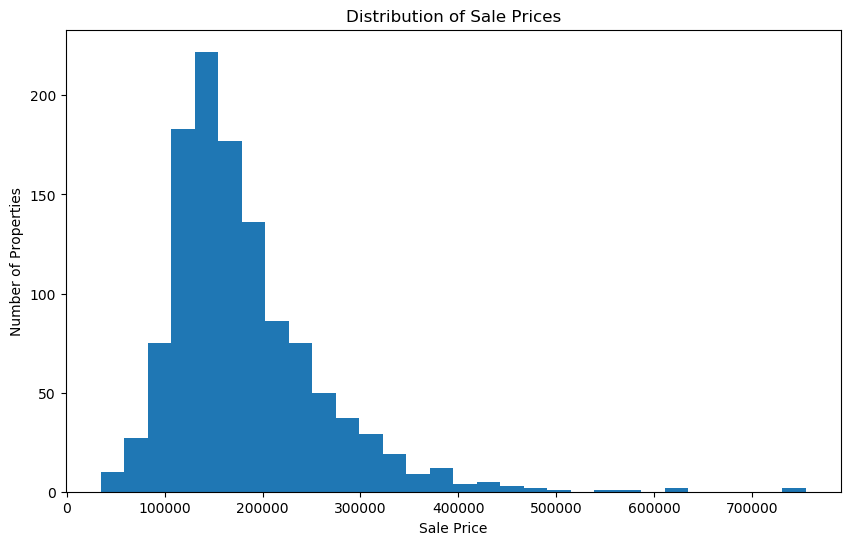 Distribution of Sale Prices
Number of Properties
200
150
100
50
0
0 100000 200000 300000 400000 500000 600000 700000
Sale Price